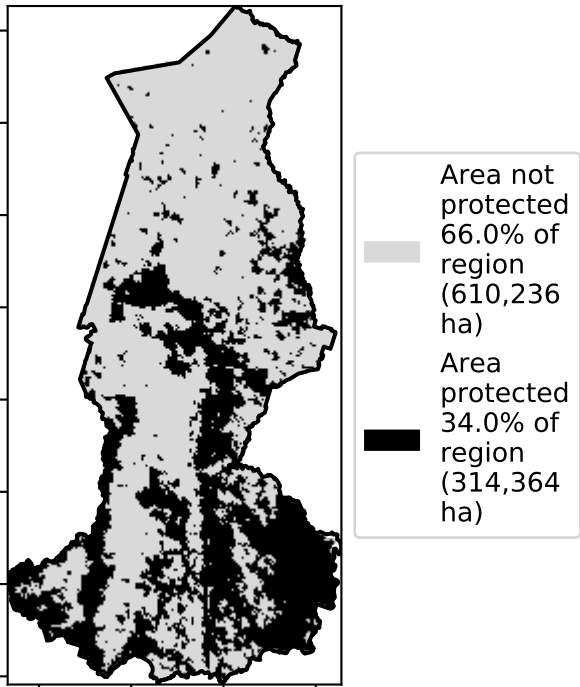 Area not
protected
66.0% of
region
(610,236
ha)
Area
protected
34.0% of
region
(314,364
ha)